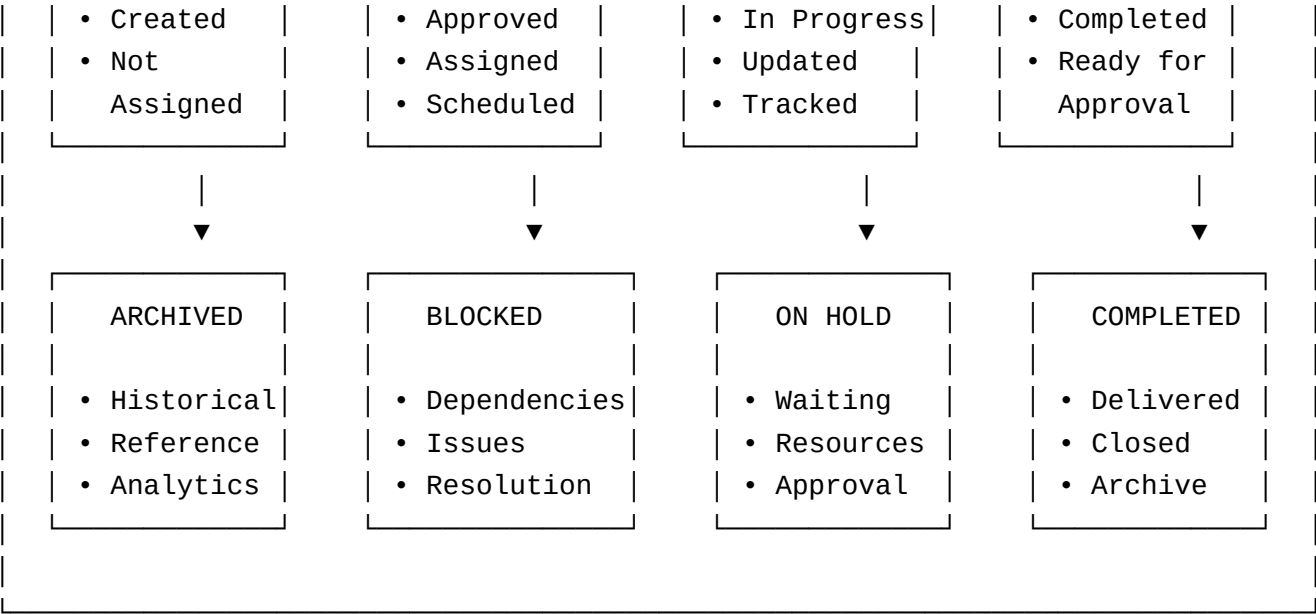 • Created • Approved • In Progress • Completed
• Not • Assigned • Updated • Ready for
Assigned • Scheduled • Tracked Approval
ARCHIVED BLOCKED ON HOLD COMPLETED
• Historical • Dependencies • Waiting • Delivered
• Reference • Issues • Resources • Closed
• Analytics • Resolution • Approval • Archive